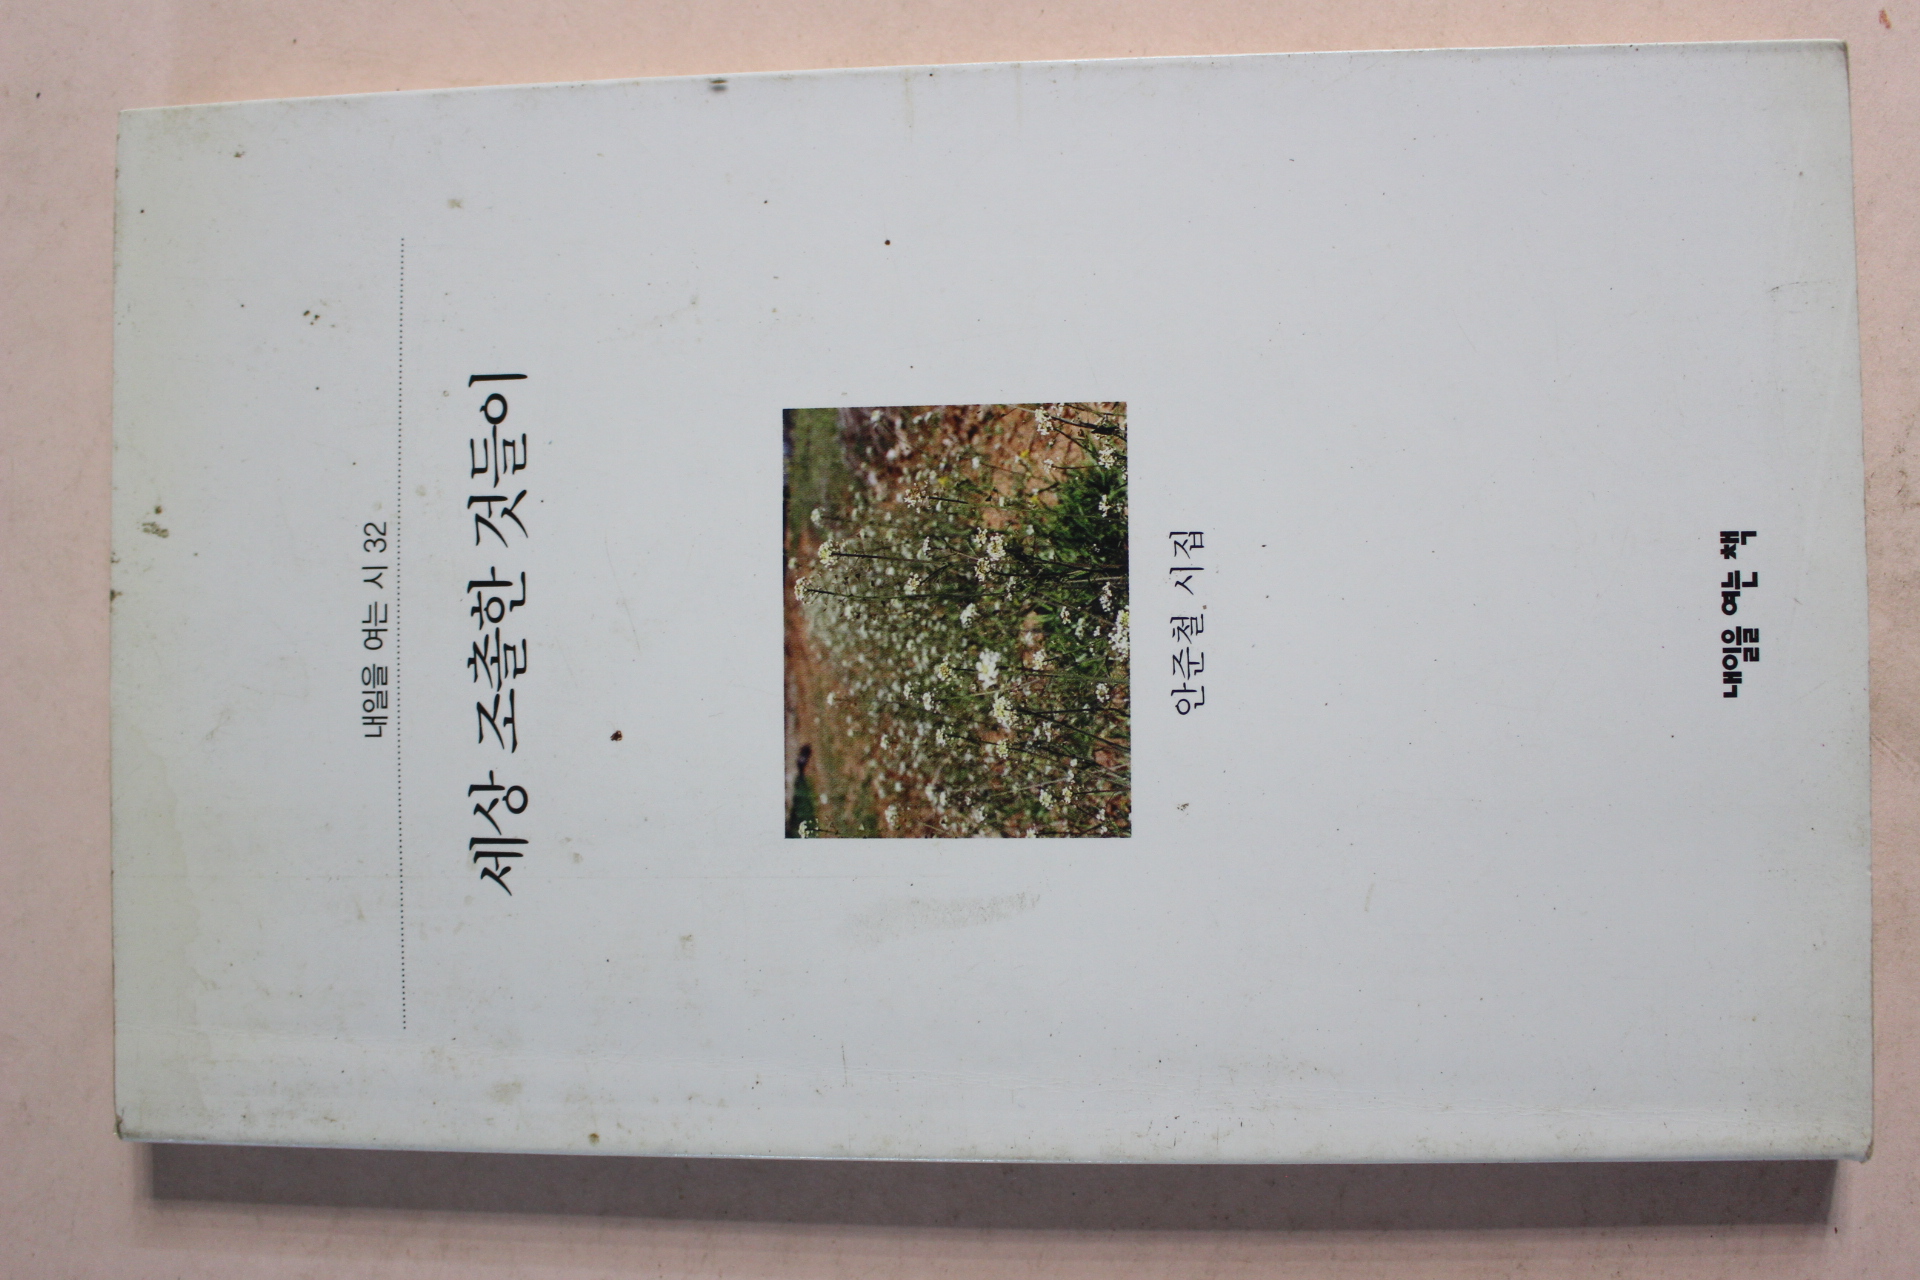 내일을 여는 시 32
세상 조촐한 것들이
안준철 시집
내일을 여는 책